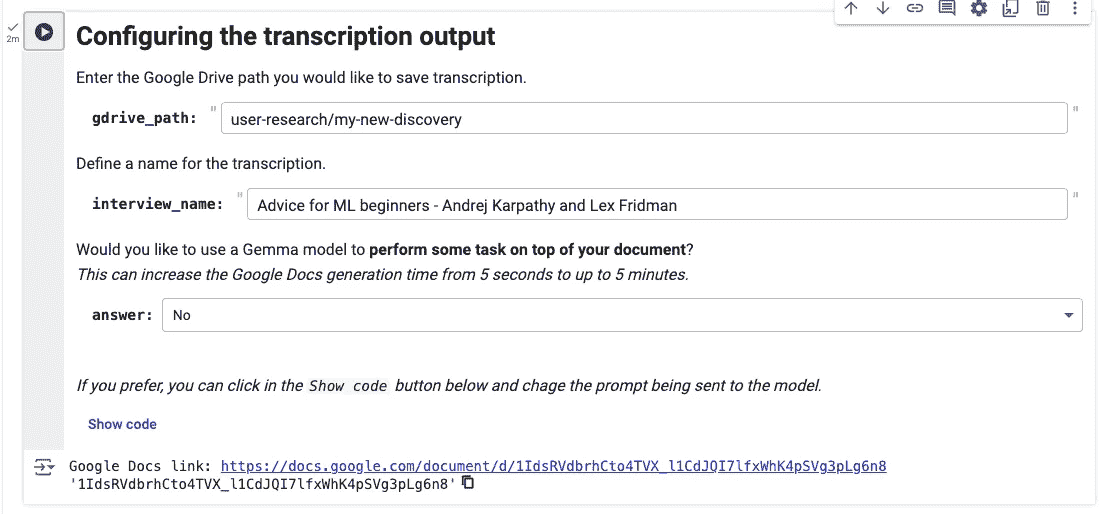 2m
Configuring the transcription output
Enter the Google Drive path you would like to save transcription.
gdrive_path: " user-research/my-new-discovery "
Define a name for the transcription.
interview_name: " Advice for ML beginners - Andrej Karpathy and Lex Fridman "
Would you like to use a Gemma model to perform some task on top of your document?
This can increase the Google Docs generation time from 5 seconds to up to 5 minutes.
answer: No
If you prefer, you can click in the Show code button below and chage the prompt being sent to the model.
Show code
Google Docs link: https://docs.google.com/document/d/1IdsRVdbrhCto4TVX_l1CdJQI7lfxWhK4pSVg3pLg6n8
'1IdsRVdbrhCto4TVX_l1CdJQI7lfxWhK4pSVg3pLg6n8'